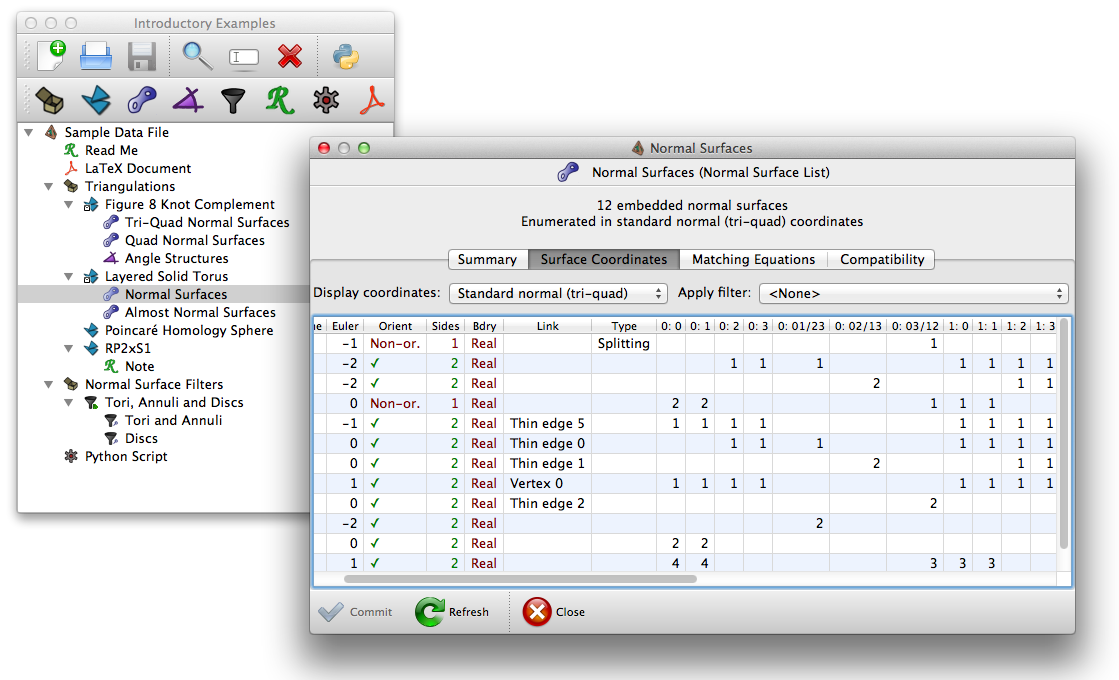 Introductory Examples
R
Sample Data File
R Read Me
LaTeX Document
Triangulations
Figure 8 Knot Complement
Tri-Quad Normal Surfaces
Quad Normal Surfaces
Angle Structures
Layered Solid Torus
Normal Surfaces
Almost Normal Surfaces
Poincaré Homology Sphere
RP2xS1
R Note
Normal Surface Filters
Tori, Annuli and Discs
Tori and Annuli
Discs
Python Script
Normal Surfaces
Normal Surfaces (Normal Surface List)
12 embedded normal surfaces
Enumerated in standard normal (tri-quad) coordinates
Summary Surface Coordinates Matching Equations Compatibility
Display coordinates: Standard normal (tri-quad) Apply filter: <None>
ne Euler Orient Sides Bdry Link Type 0: 0 0: 1 0: 2 0: 3 0: 01/23 0: 02/13 0: 03/12 1: 0 1: 1 1: 2 1: 3
-1 Non-or. 1 Real Splitting 1
-2 ✓ 2 Real 1 1 1 1 1 1 1
-2 ✓ 2 Real 2 1 1
0 Non-or. 1 Real 2 2 1 1 1
-1 ✓ 2 Real Thin edge 5 1 1 1 1 1 1 1 1
0 ✓ 2 Real Thin edge 0 1 1 1 1 1 1 1
0 ✓ 2 Real Thin edge 1 2 1 1
1 ✓ 2 Real Vertex 0 1 1 1 1 1 1 1 1
0 ✓ 2 Real Thin edge 2 2
-2 ✓ 2 Real 2
0 ✓ 2 Real 2 2
1 ✓ 2 Real 4 4 3 3 3
Commit Refresh Close